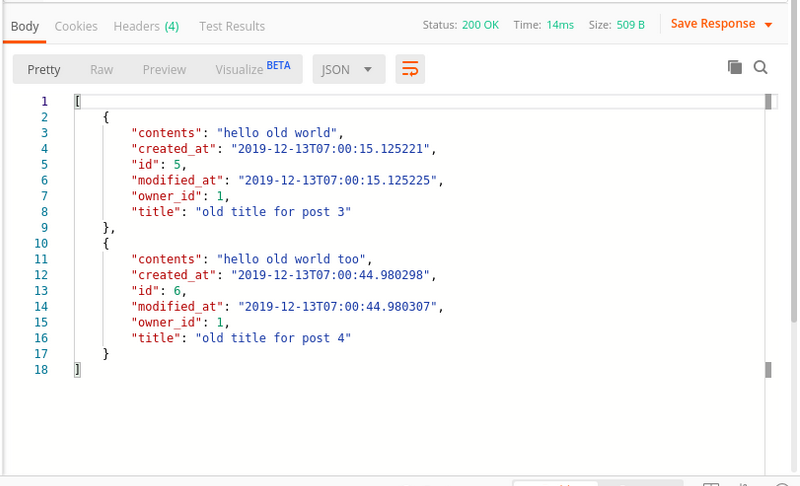 Body Cookies Headers (4) Test Results Status: 200 OK Time: 14ms Size: 509 B Save Response
Pretty Raw Preview Visualize BETA JSON
1 [
2 {
3 "contents": "hello old world",
4 "created_at": "2019-12-13T07:00:15.125221",
5 "id": 5,
6 "modified_at": "2019-12-13T07:00:15.125225",
7 "owner_id": 1,
8 "title": "old title for post 3"
9 },
10 {
11 "contents": "hello old world too",
12 "created_at": "2019-12-13T07:00:44.980298",
13 "id": 6,
14 "modified_at": "2019-12-13T07:00:44.980307",
15 "owner_id": 1,
16 "title": "old title for post 4"
17 }
18 ]